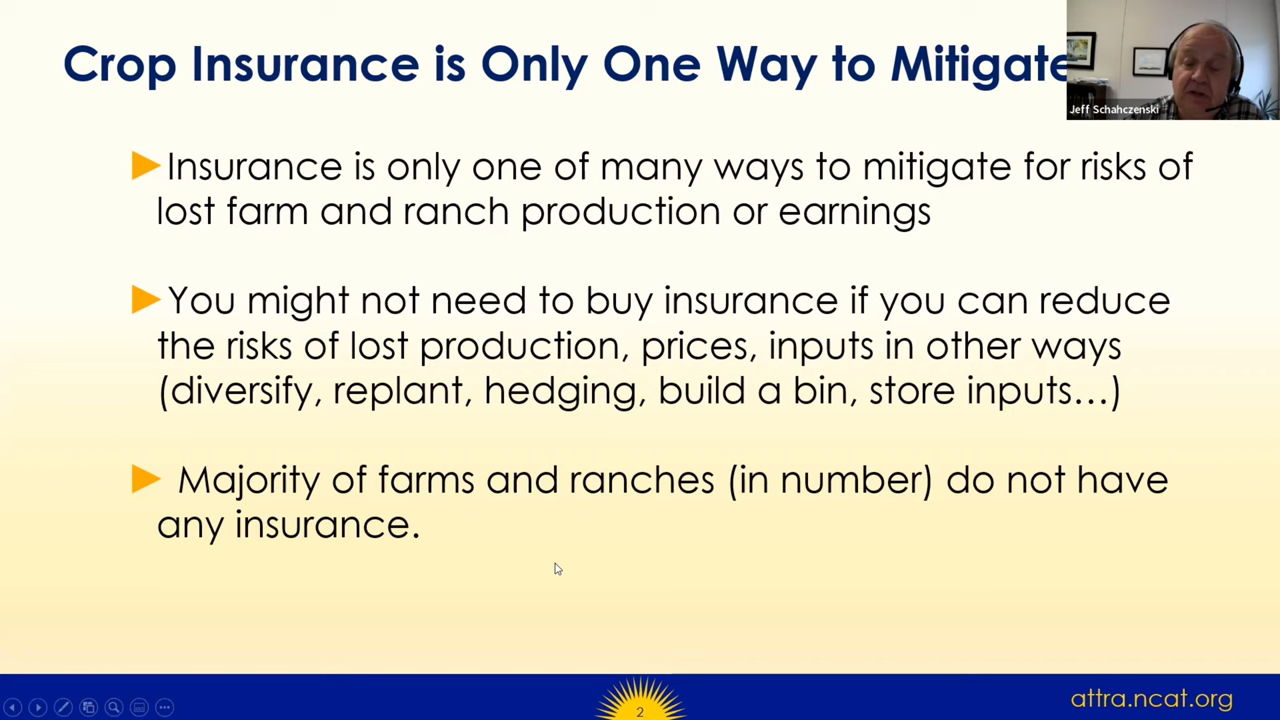 Crop Insurance is Only One Way to Mitigate
Jeff Schahczenski
►Insurance is only one of many ways to mitigate for risks of
lost farm and ranch production or earnings
►You might not need to buy insurance if you can reduce
the risks of lost production, prices, inputs in other ways
(diversify, replant, hedging, build a bin, store inputs…)
► Majority of farms and ranches (in number) do not have
any insurance.
2
attra.ncat.org